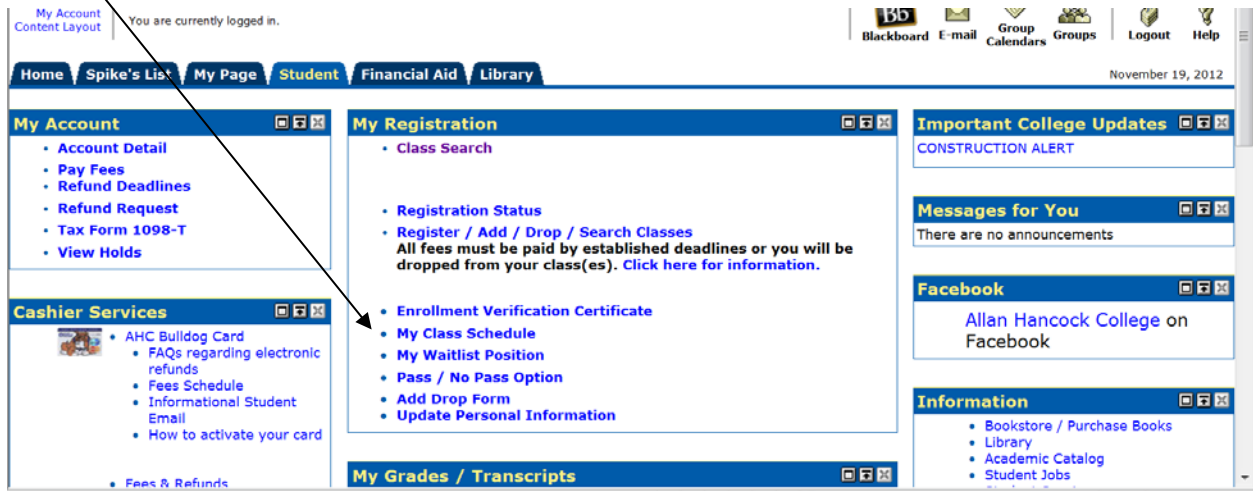 My Account
Content Layout
You are currently logged in.
Blackboard
E-mail
Group
Calendars
Groups
Logout
Help
Home
Spike's List
My Page
Student
Financial Aid
Library
November 19, 2012
My Account
Account Detail
Pay Fees
Refund Deadlines
Refund Request
Tax Form 1098-T
View Holds
Cashier Services
AHC Bulldog Card
FAQs regarding electronic
refunds
Fees Schedule
Informational Student
Email
How to activate your card
Fees & Refunds
My Registration
Class Search
Registration Status
Register / Add / Drop / Search Classes
All fees must be paid by established deadlines or you will be
dropped from your class(es). Click here for information.
Enrollment Verification Certificate
My Class Schedule
My Waitlist Position
Pass / No Pass Option
Add Drop Form
Update Personal Information
My Grades / Transcripts
Important College Updates
CONSTRUCTION ALERT
Messages for You
There are no announcements
Facebook
Allan Hancock College on
Facebook
Information
Bookstore / Purchase Books
Library
Academic Catalog
Student Jobs